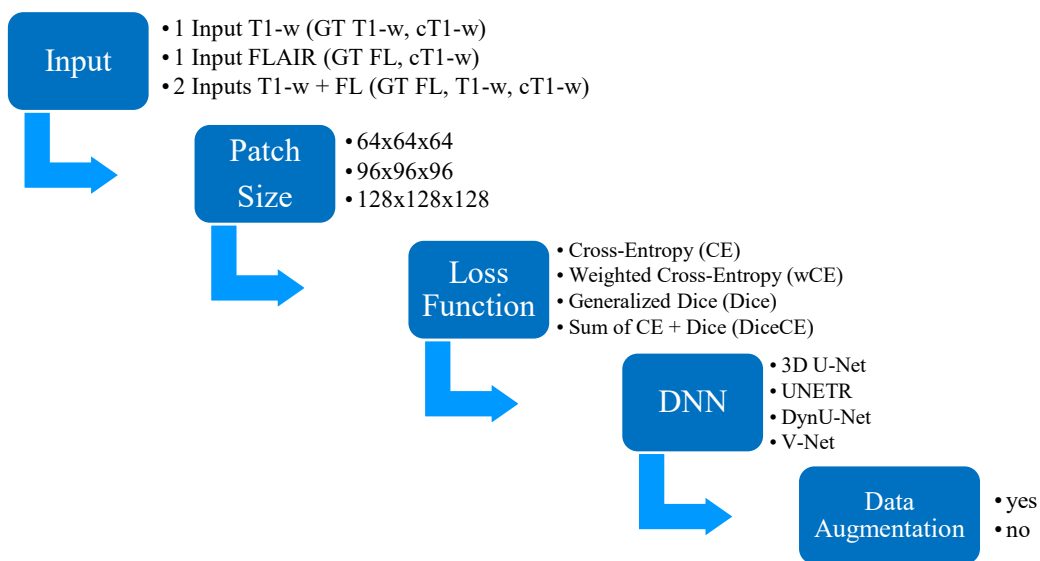 Input
• 1 Input T1-w (GT T1-w, cT1-w)
• 1 Input FLAIR (GT FL, cT1-w)
• 2 Inputs T1-w + FL (GT FL, T1-w, cT1-w)
Patch
Size
• 64x64x64
• 96x96x96
• 128x128x128
Loss
Function
• Cross-Entropy (CE)
• Weighted Cross-Entropy (wCE)
• Generalized Dice (Dice)
• Sum of CE + Dice (DiceCE)
DNN
• 3D U-Net
• UNETR
• DynU-Net
• V-Net
Data
Augmentation
• yes
• no